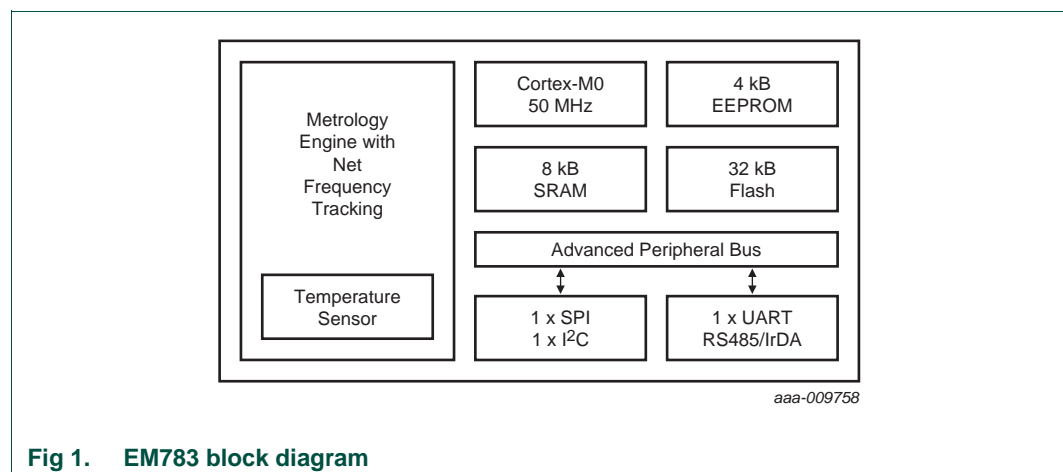 Metrology
Engine with
Net
Frequency
Tracking
Temperature
Sensor
Cortex-M0
50 MHz
4 kB
EEPROM
8 kB
SRAM
32 kB
Flash
Advanced Peripheral Bus
1 x SPI
1 x I²C
1 x UART
RS485/IrDA
aaa-009758
Fig 1. EM783 block diagram